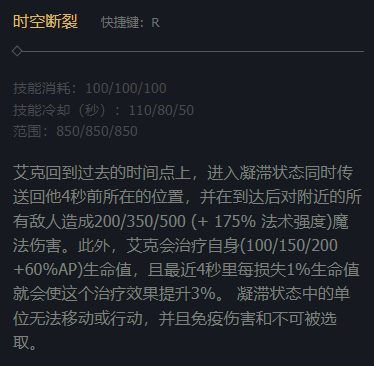 时空断裂 快捷键：R
技能消耗：100/100/100
技能冷却（秒）：110/80/50
范围：850/850/850
艾克回到过去的时间点上，进入凝滞状态同时传
送回他4秒前所在的位置，并在到达后对附近的所
有敌人造成200/350/500 (+ 175% 法术强度)魔
法伤害。此外，艾克会治疗自身(100/150/200
+60%AP)生命值，且最近4秒里每损失1%生命值
就会使这个治疗效果提升3%。 凝滞状态中的单
位无法移动或行动，并且免疫伤害和不可被选
取。